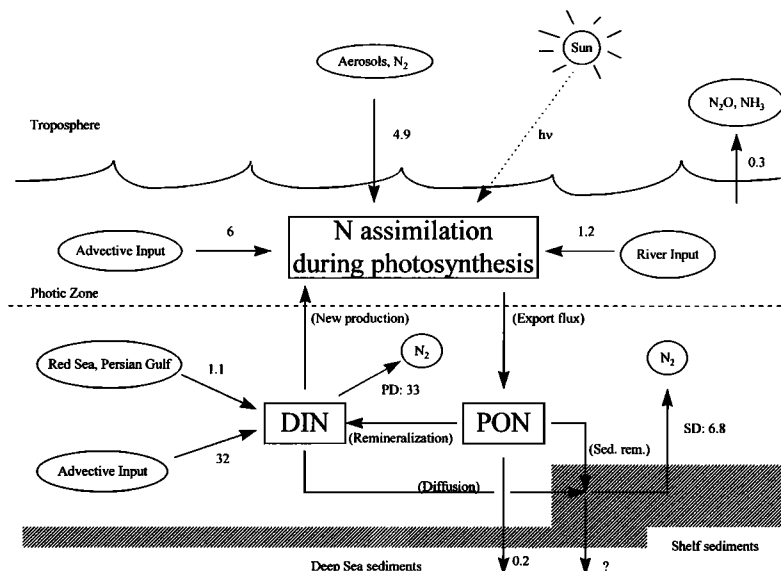 Sun
Aerosols, N2
N2O, NH3
Troposphere
4.9
hν
0.3
Advective Input
6
N assimilation
during photosynthesis
1.2
River Input
Photic Zone
(New production)
(Export flux)
Red Sea, Persian Gulf
1.1
N2
N2
PD: 33
DIN
PON
(Remineralization)
SD: 6.8
(Sed. rem.)
Advective Input
32
(Diffusion)
Shelf sediments
Deep Sea sediments
0.2
?